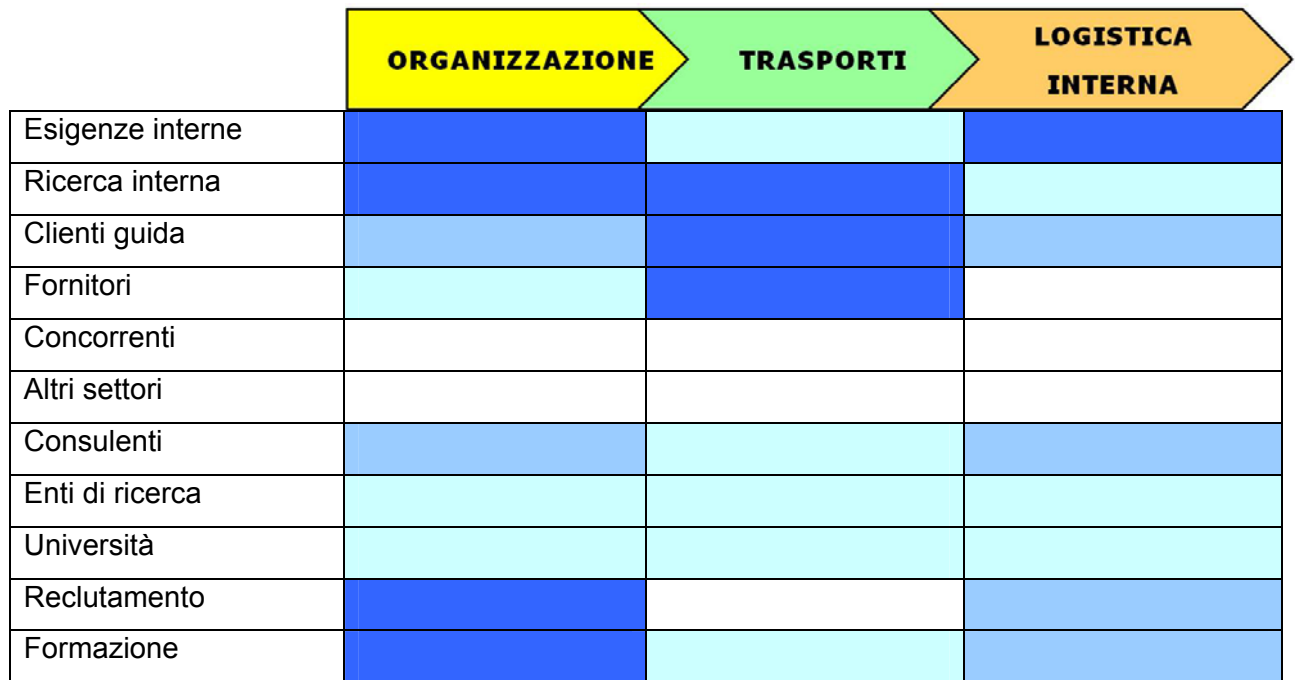 ORGANIZZAZIONE
TRASPORTI
LOGISTICA
INTERNA
Esigenze interne
Ricerca interna
Clienti guida
Fornitori
Concorrenti
Altri settori
Consulenti
Enti di ricerca
Università
Reclutamento
Formazione